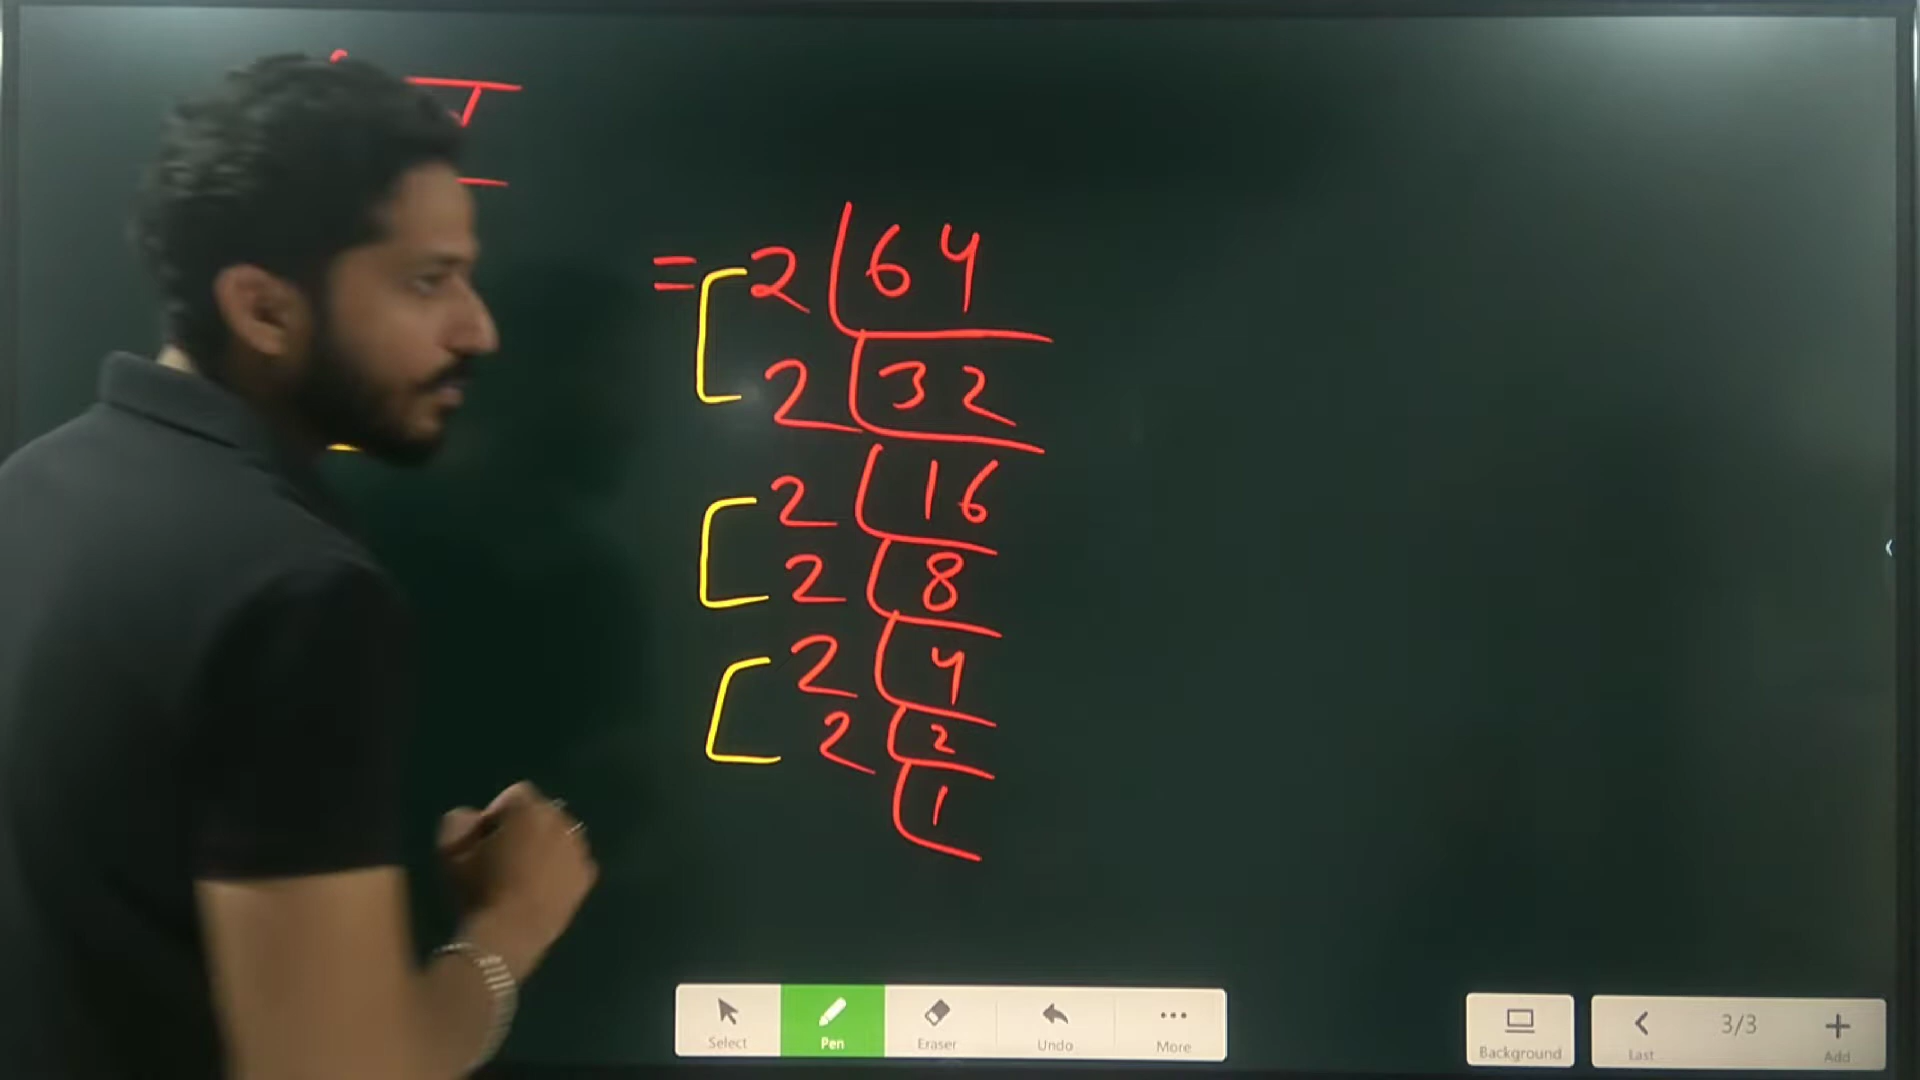 = 2 64
2 32
2 16
2 8
2 4
2 2
1
Select Pen Eraser Undo More
Background
Last 3/3 Add